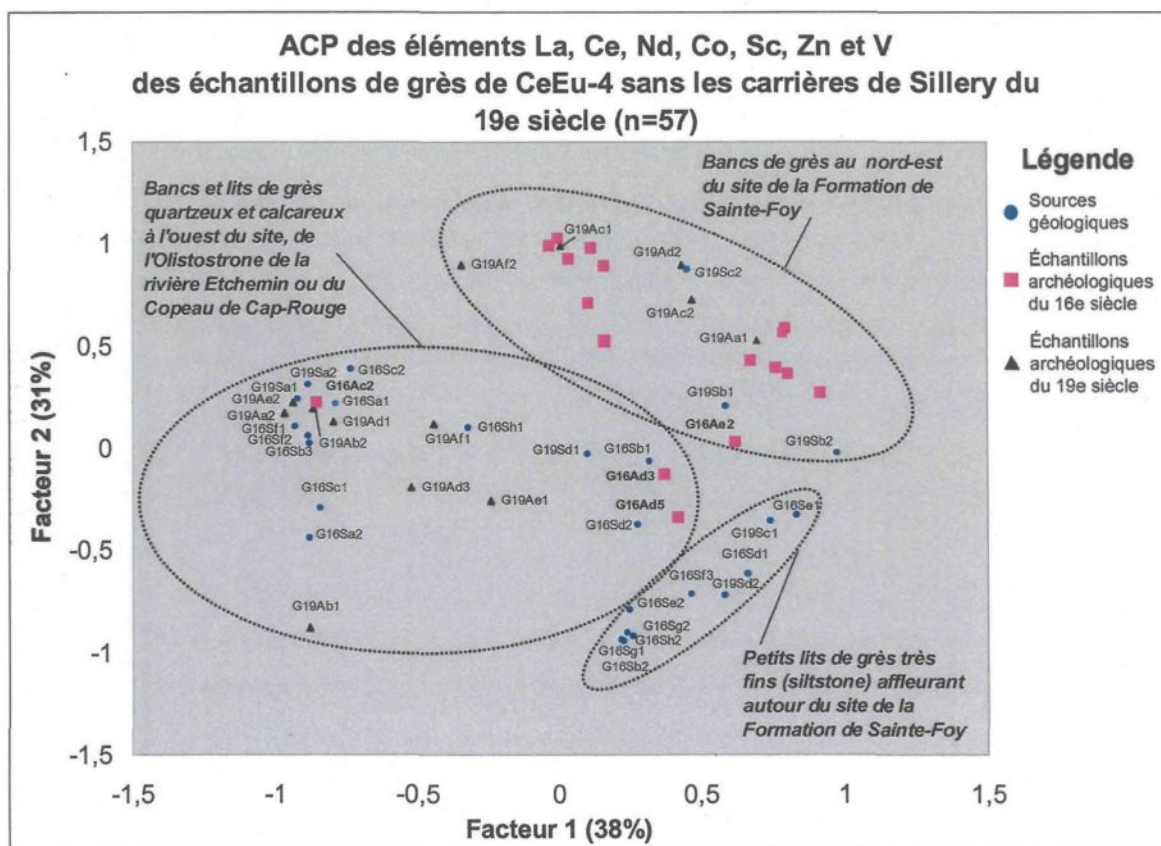 ACP des éléments La, Ce, Nd, Co, Sc, Zn et V
des échantillons de grès de CeEu-4 sans les carrières de Sillery du
19e siècle (n=57)
Légende
Sources
géologiques
Échantillons
archéologiques
du 16e siècle
Échantillons
archéologiques
du 19e siècle
Bancs et lits de grès
quartzeux et calcareux
à l'ouest du site, de
l'Olistostrone de la
rivière Etchemin ou du
Copeau de Cap-Rouge
Bancs de grès au nord-est
du site de la Formation de
Sainte-Foy
Petits lits de grès très
fins (siltstone) affleurant
autour du site de la
Formation de Sainte-Foy
G19Ac1
G19Af2
G19Ad2
G19Sc2
G19Ac2
G19Aa1
G19Sb1
G16Ae2
G19Sb2
G19Sa2
G16Sc2
G19Sa1
G16Ac2
G19Ae2
G16Sa1
G19Aa2
G19Ad1
G16Sf1
G19Ab2
G16Sf2
G16Sb3
G19Af1
G16Sh1
G19Sd1
G16Sb1
G16Ad3
G16Sc1
G19Ad3
G19Ae1
G16Ad5
G16Sd2
G16Sa2
G19Ab1
G16Se1
G19Sc1
G16Sd1
G16Sf3
G19Sd2
G16Se2
G16Sg2
G16Sh2
G16Sg1
G16Sb2
1,5
1
0,5
0
-0,5
-1
-1,5
Facteur 2 (31%)
-1,5
-1
-0,5
0
0,5
1
1,5
Facteur 1 (38%)